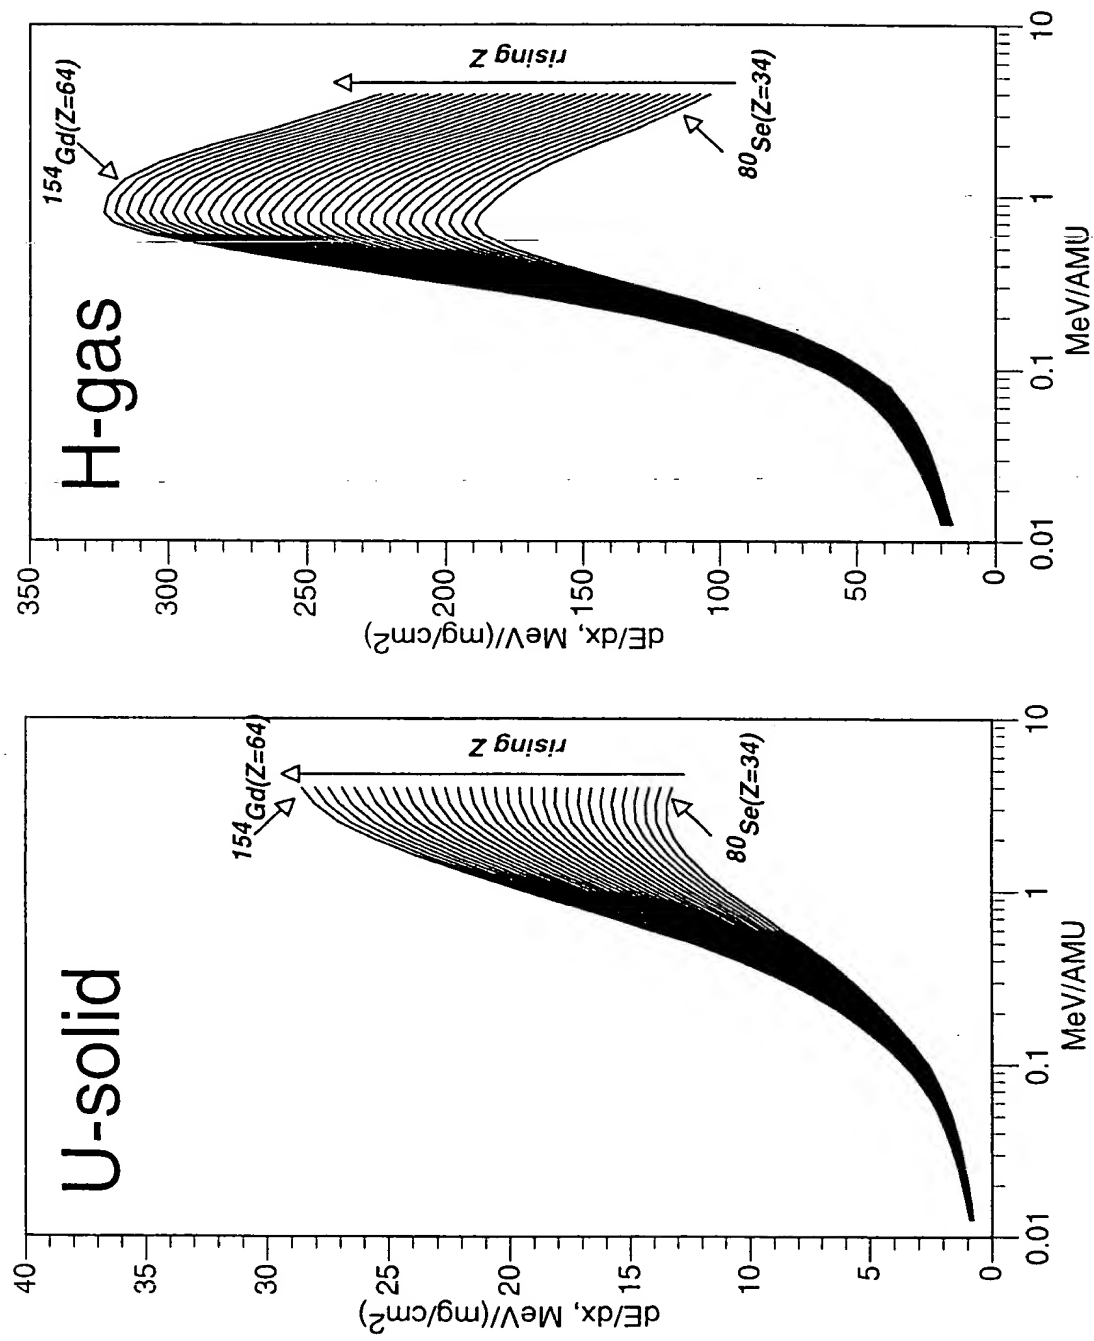 U-solid
40
35
30
25
20
15
10
5
0
dE/dx, MeV/(mg/cm²)
0.01
0.1
1
10
MeV/AMU
¹⁵⁴Gd(Z=64)
rising Z
⁸⁰Se(Z=34)
H-gas
350
300
250
200
150
100
50
0
dE/dx, MeV/(mg/cm²)
0.01
0.1
1
10
MeV/AMU
¹⁵⁴Gd(Z=64)
rising Z
⁸⁰Se(Z=34)